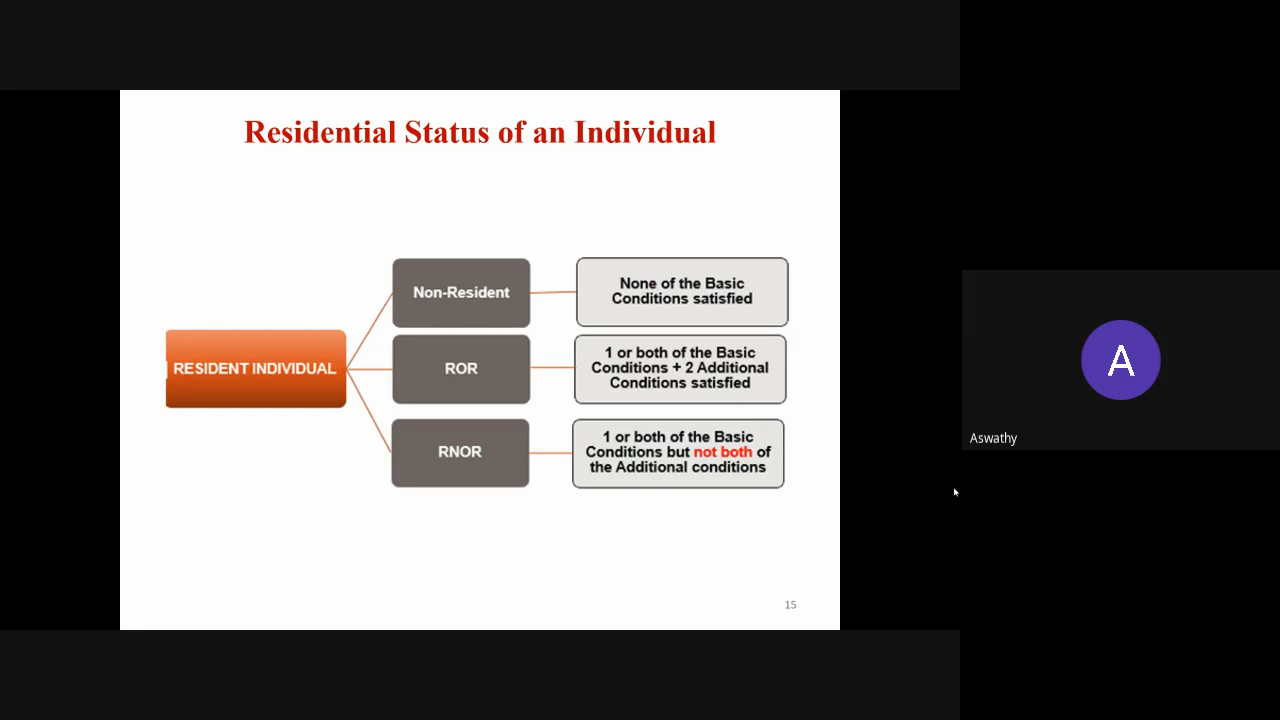 Residential Status of an Individual
RESIDENT INDIVIDUAL
Non-Resident
None of the Basic
Conditions satisfied
ROR
1 or both of the Basic
Conditions + 2 Additional
Conditions satisfied
RNOR
1 or both of the Basic
Conditions but not both of
the Additional conditions
15
A
Aswathy